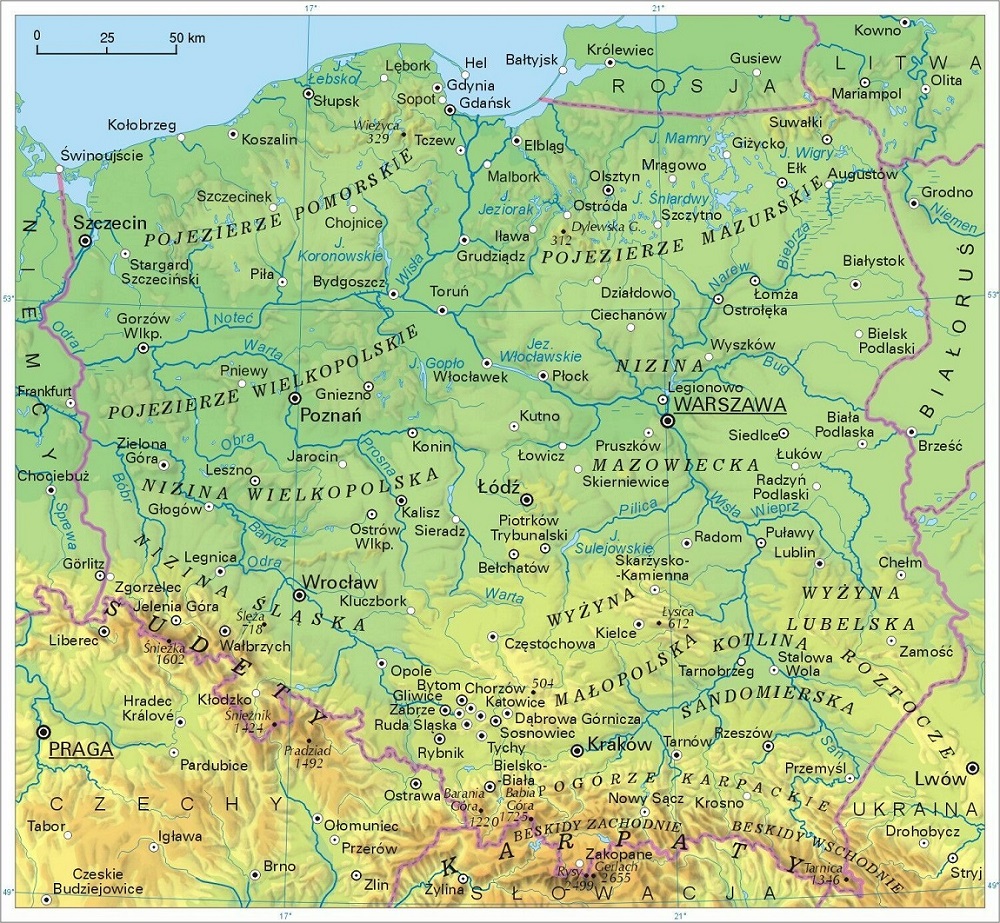 17°
21°
0 25 50 km
Kowno
Królewiec
Bałtyjsk
Gusiew
L I T W A
Hel
Lębork
J. Łebsko
Gdynia
R O S J A
Mariampol
Olita
Słupsk
Sopot
Gdańsk
Kołobrzeg
Koszalin
Wieżyca
329
Tczew
Elbląg
Suwałki
J. Mamry
Giżycko
J. Wigry
Świnoujście
Malbork
Olsztyn
Mrągowo
Ełk
Augustów
Szczecinek
J. Jeziorak
Ostróda
J. Śniardwy
Grodno
Niemen
Szczecin
POJEZIERZE POMORSKIE
Chojnice
Iława
312
Dylewska G.
Szczytno
POJEZIERZE MAZURSKIE
N I E M C Y
Stargard
Szczeciński
J.
Koronowskie
Grudziądz
Biebrza
Białystok
Piła
Bydgoszcz
Wisła
Toruń
Działdowo
Narew
Łomża
53°
53°
Ostrołęka
Ciechanów
Gorzów
Wlkp.
Noteć
Odra
Warta
Bielsk
Podlaski
BIAŁORUŚ
Wyszków
Jez.
Włocławskie
J. Gopło
NIZINA
Bug
Pniewy
POJEZIERZE WIELKOPOLSKIE
Włocławek
Płock
Frankfurt
Gniezno
Legionowo
WARSZAWA
Poznań
Kutno
Biała
Podlaska
Zielona
Góra
Obra
Konin
Pruszków
Siedlce
Brześć
Jarocin
Prosna
Łowicz
MAZOWIECKA
Łuków
Chociebuż
Leszno
Skierniewice
Bóbr
NIZINA WIELKOPOLSKA
Łódź
Radzyń
Podlaski
Sprewa
Głogów
Kalisz
Sieradz
Pilica
Wisła
Wieprz
Barycz
Ostrów
Wlkp.
Piotrków
Trybunalski
J.
Sulejowskie
Radom
Puławy
Lublin
Görlitz
Legnica
Odra
Bełchatów
Skarżysko-
-Kamienna
Chełm
Zgorzelec
NIZINA ŚLĄSKA
Wrocław
Warta
WYŻYNA
LUBELSKA
Jelenia Góra
Ślęża
718
Kluczbork
WYŻYNA MAŁOPOLSKA
Łysica
612
Liberec
SUDETY
Śnieżka
1602
Wałbrzych
Częstochowa
Kielce
KOTLINA
SANDOMIERSKA
Zamość
Opole
Tarnobrzeg
Stalowa
Wola
ROZTOCZE
Bytom
Chorzów
504
Kłodzko
Gliwice
Katowice
Hradec
Králové
Śnieżnik
1424
Zabrze
Dąbrowa Górnicza
Ruda Śląska
Sosnowiec
PRAGA
Pradziad
1492
Rybnik
Tychy
Kraków
Tarnów
Rzeszów
San
Pardubice
Bielsko-
-Biała
Przemyśl
Lwów
POGÓRZE KARPACKIE
Ostrawa
Barania
Góra
1220
Babia
Góra
1725
Nowy Sącz
Krosno
UKRAINA
C Z E C H Y
Tabor
Ołomuniec
BESKIDY ZACHODNIE
BESKIDY WSCHODNIE
Drohobycz
Igława
Przerów
KARPATY
Zakopane
Brno
Gerlach
2655
Rysy
2499
Tarnica
1346
Stryj
Czeskie
Budziejowice
Zlin
Żylina
SŁOWACJA
49°
49°
17°
21°